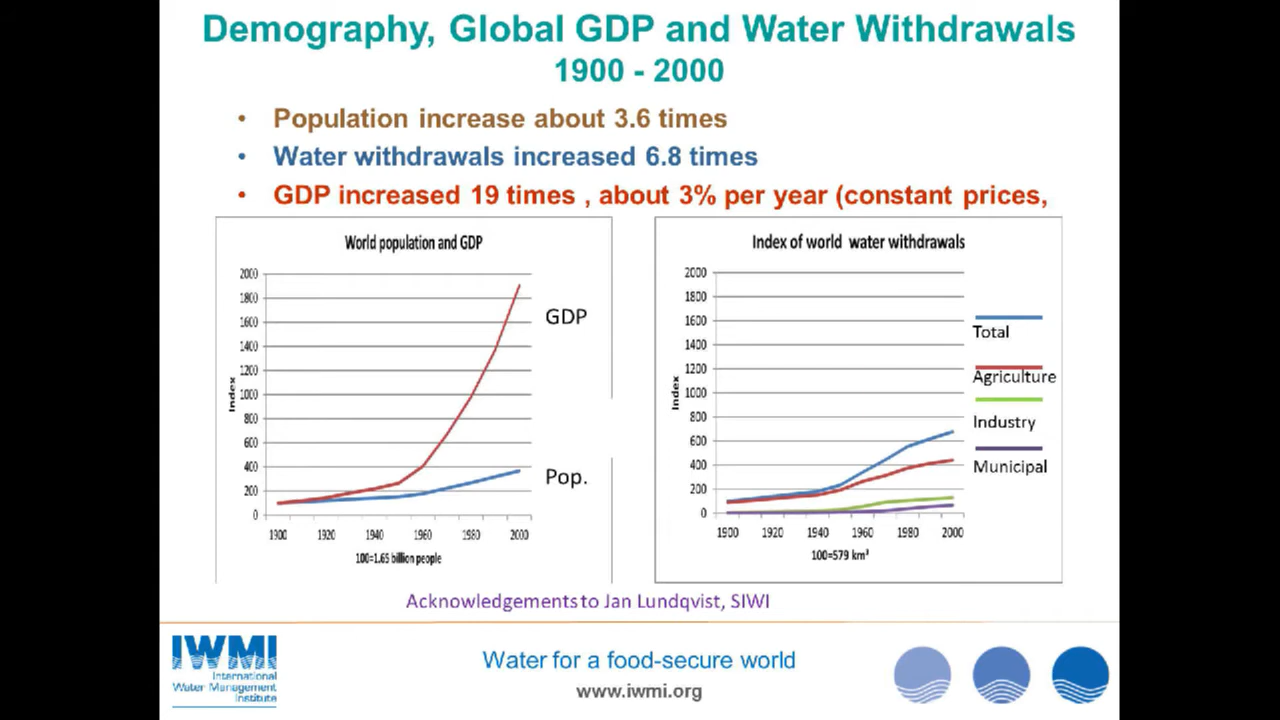 Demography, Global GDP and Water Withdrawals
1900 - 2000
• Population increase about 3.6 times
• Water withdrawals increased 6.8 times
• GDP increased 19 times , about 3% per year (constant prices,
World population and GDP
2000
1800
1600
1400
1200
1000
800
600
400
200
0
Index
1900 1920 1940 1960 1980 2000
100=1.65 billion people
GDP
Pop.
Index of world water withdrawals
2000
1800
1600
1400
1200
1000
800
600
400
200
0
Index
1900 1920 1940 1960 1980 2000
100=579 km³
Total
Agriculture
Industry
Municipal
Acknowledgements to Jan Lundqvist, SIWI
IWMI
International
Water Management
Institute
Water for a food-secure world
www.iwmi.org